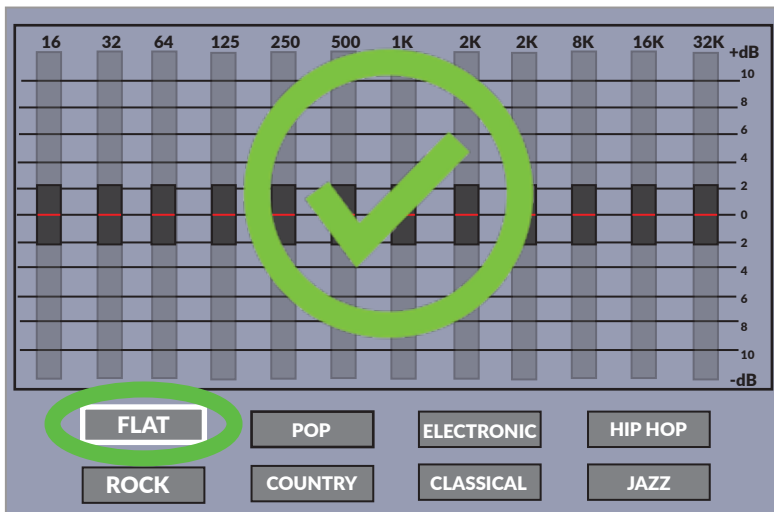 16 32 64 125 250 500 1K 2K 2K 8K 16K 32K
+dB
10
8
6
4
2
0
2
4
6
8
10
-dB
FLAT POP ELECTRONIC HIP HOP
ROCK COUNTRY CLASSICAL JAZZ